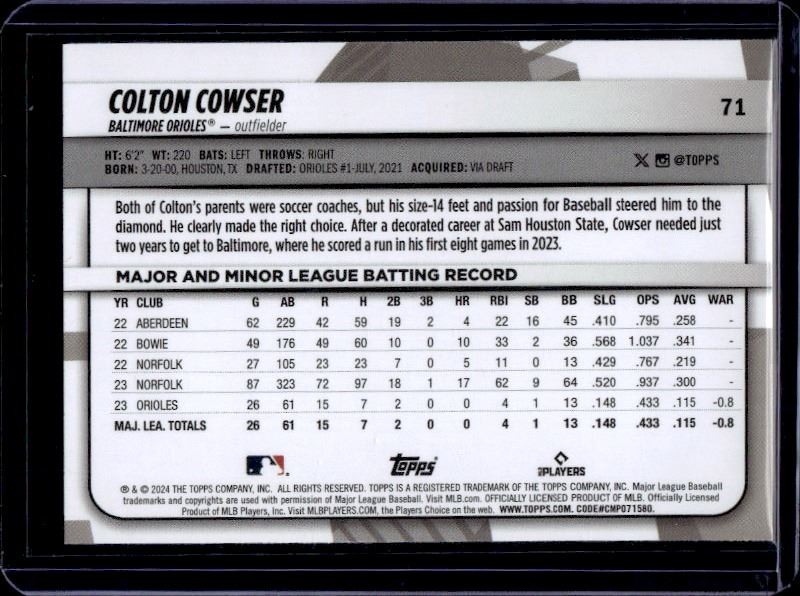 COLTON COWSER
71
BALTIMORE ORIOLES® — outfielder
HT: 6'2" WT: 220 BATS: LEFT THROWS: RIGHT
BORN: 3-20-00, HOUSTON, TX DRAFTED: ORIOLES #1-JULY, 2021 ACQUIRED: VIA DRAFT
X @TOPPS
Both of Colton's parents were soccer coaches, but his size-14 feet and passion for Baseball steered him to the
diamond. He clearly made the right choice. After a decorated career at Sam Houston State, Cowser needed just
two years to get to Baltimore, where he scored a run in his first eight games in 2023.
MAJOR AND MINOR LEAGUE BATTING RECORD
YR CLUB G AB R H 2B 3B HR RBI SB BB SLG OPS AVG WAR
22 ABERDEEN 62 229 42 59 19 2 4 22 16 45 .410 .795 .258 -
22 BOWIE 49 176 49 60 10 0 10 33 2 36 .568 1.037 .341 -
22 NORFOLK 27 105 23 23 7 0 5 11 0 13 .429 .767 .219 -
23 NORFOLK 87 323 72 97 18 1 17 62 9 64 .520 .937 .300 -
23 ORIOLES 26 61 15 7 2 0 0 4 1 13 .148 .433 .115 -0.8
MAJ. LEA. TOTALS 26 61 15 7 2 0 0 4 1 13 .148 .433 .115 -0.8
Topps
MLB PLAYERS
® & © 2024 THE TOPPS COMPANY, INC. ALL RIGHTS RESERVED. TOPPS IS A REGISTERED TRADEMARK OF THE TOPPS COMPANY, INC. Major League Baseball
trademarks and copyrights are used with permission of Major League Baseball. Visit MLB.com. OFFICIALLY LICENSED PRODUCT OF MLB. Officially Licensed
Product of MLB Players, Inc. Visit MLBPLAYERS.COM, the Players Choice on the web. WWW.TOPPS.COM. CODE#CMP071580.